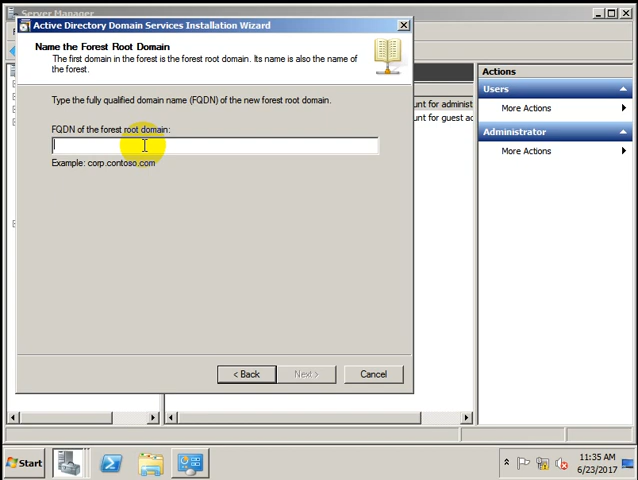 Server Manager
Active Directory Domain Services Installation Wizard
Name the Forest Root Domain
The first domain in the forest is the forest root domain. Its name is also the name of
the forest.
Type the fully qualified domain name (FQDN) of the new forest root domain.
FQDN of the forest root domain:
Example: corp.contoso.com
< Back
Next >
Cancel
unt for administ
unt for guest ac
Actions
Users
More Actions
Administrator
More Actions
Start
11:35 AM
6/23/2017